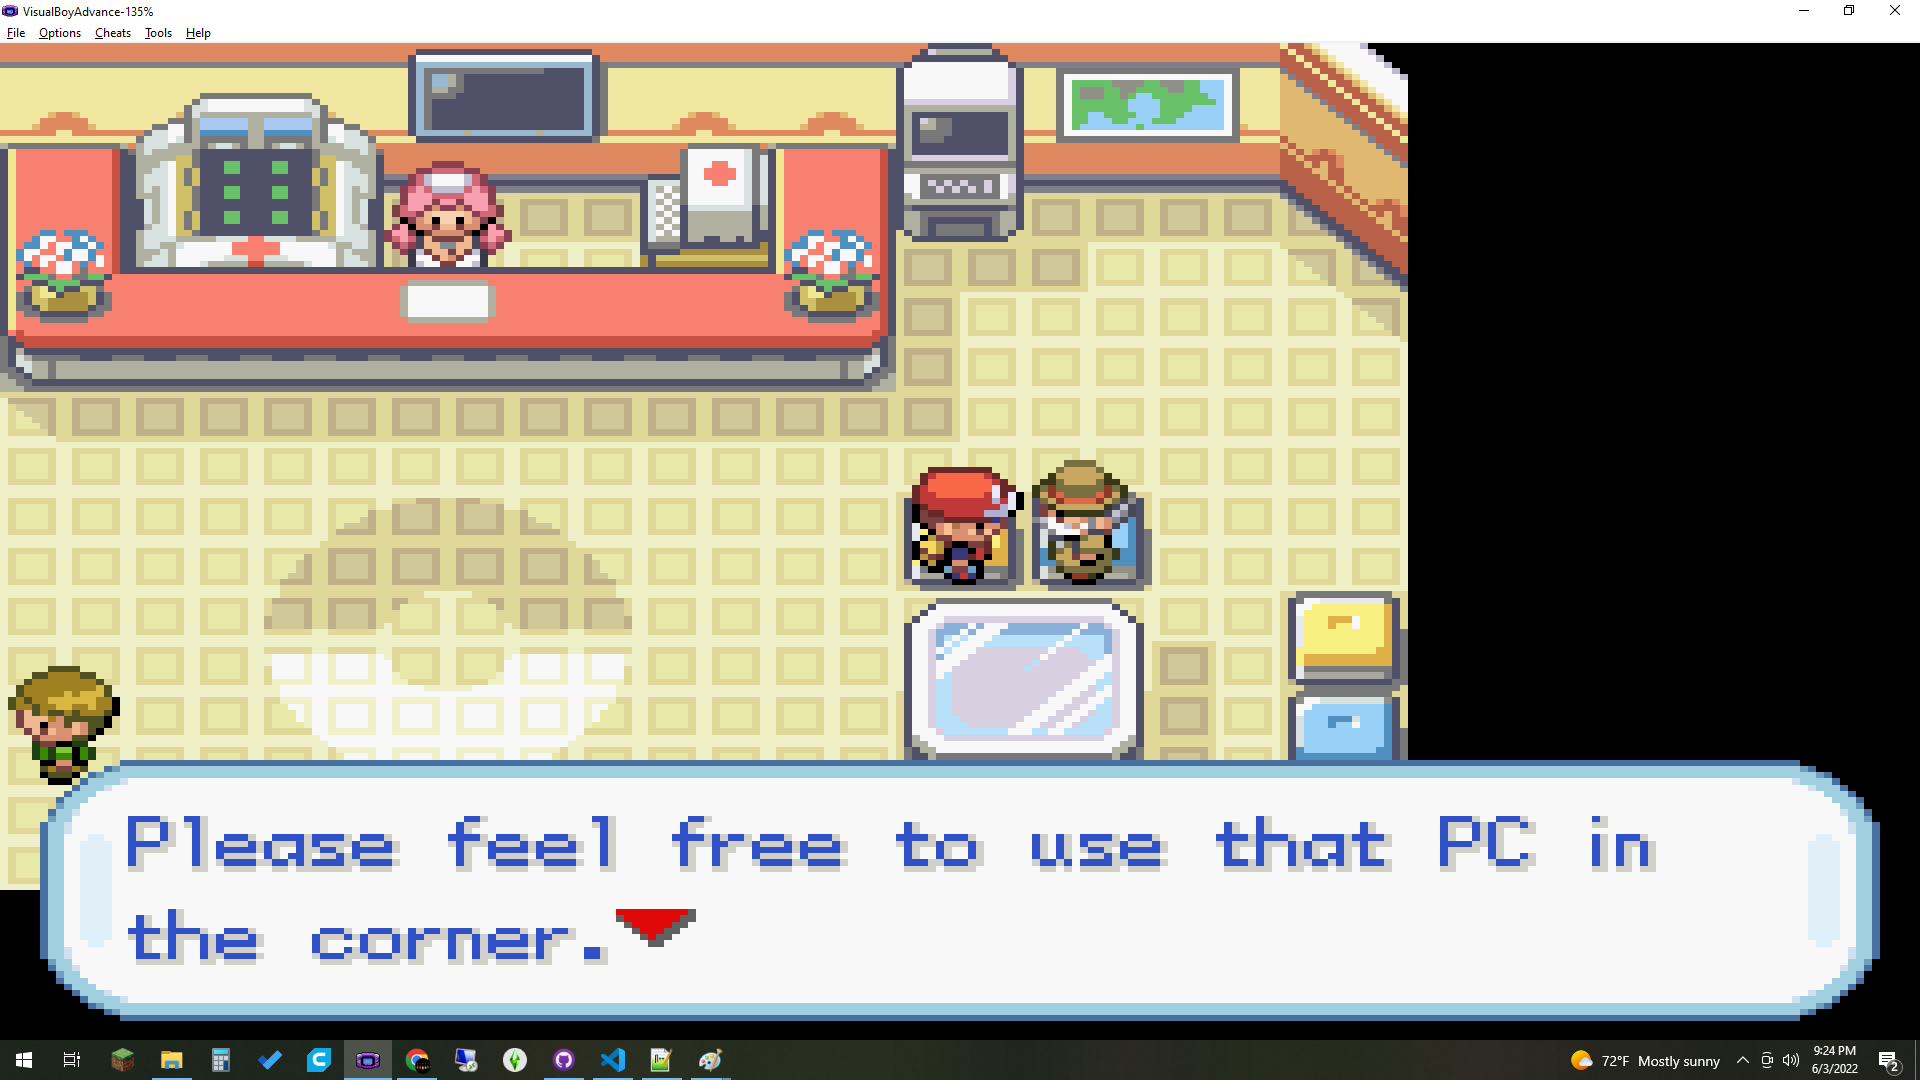 VisualBoyAdvance-135%
File Options Cheats Tools Help
Please feel free to use that PC in
the corner.
72°F Mostly sunny
9:24 PM
6/3/2022
2